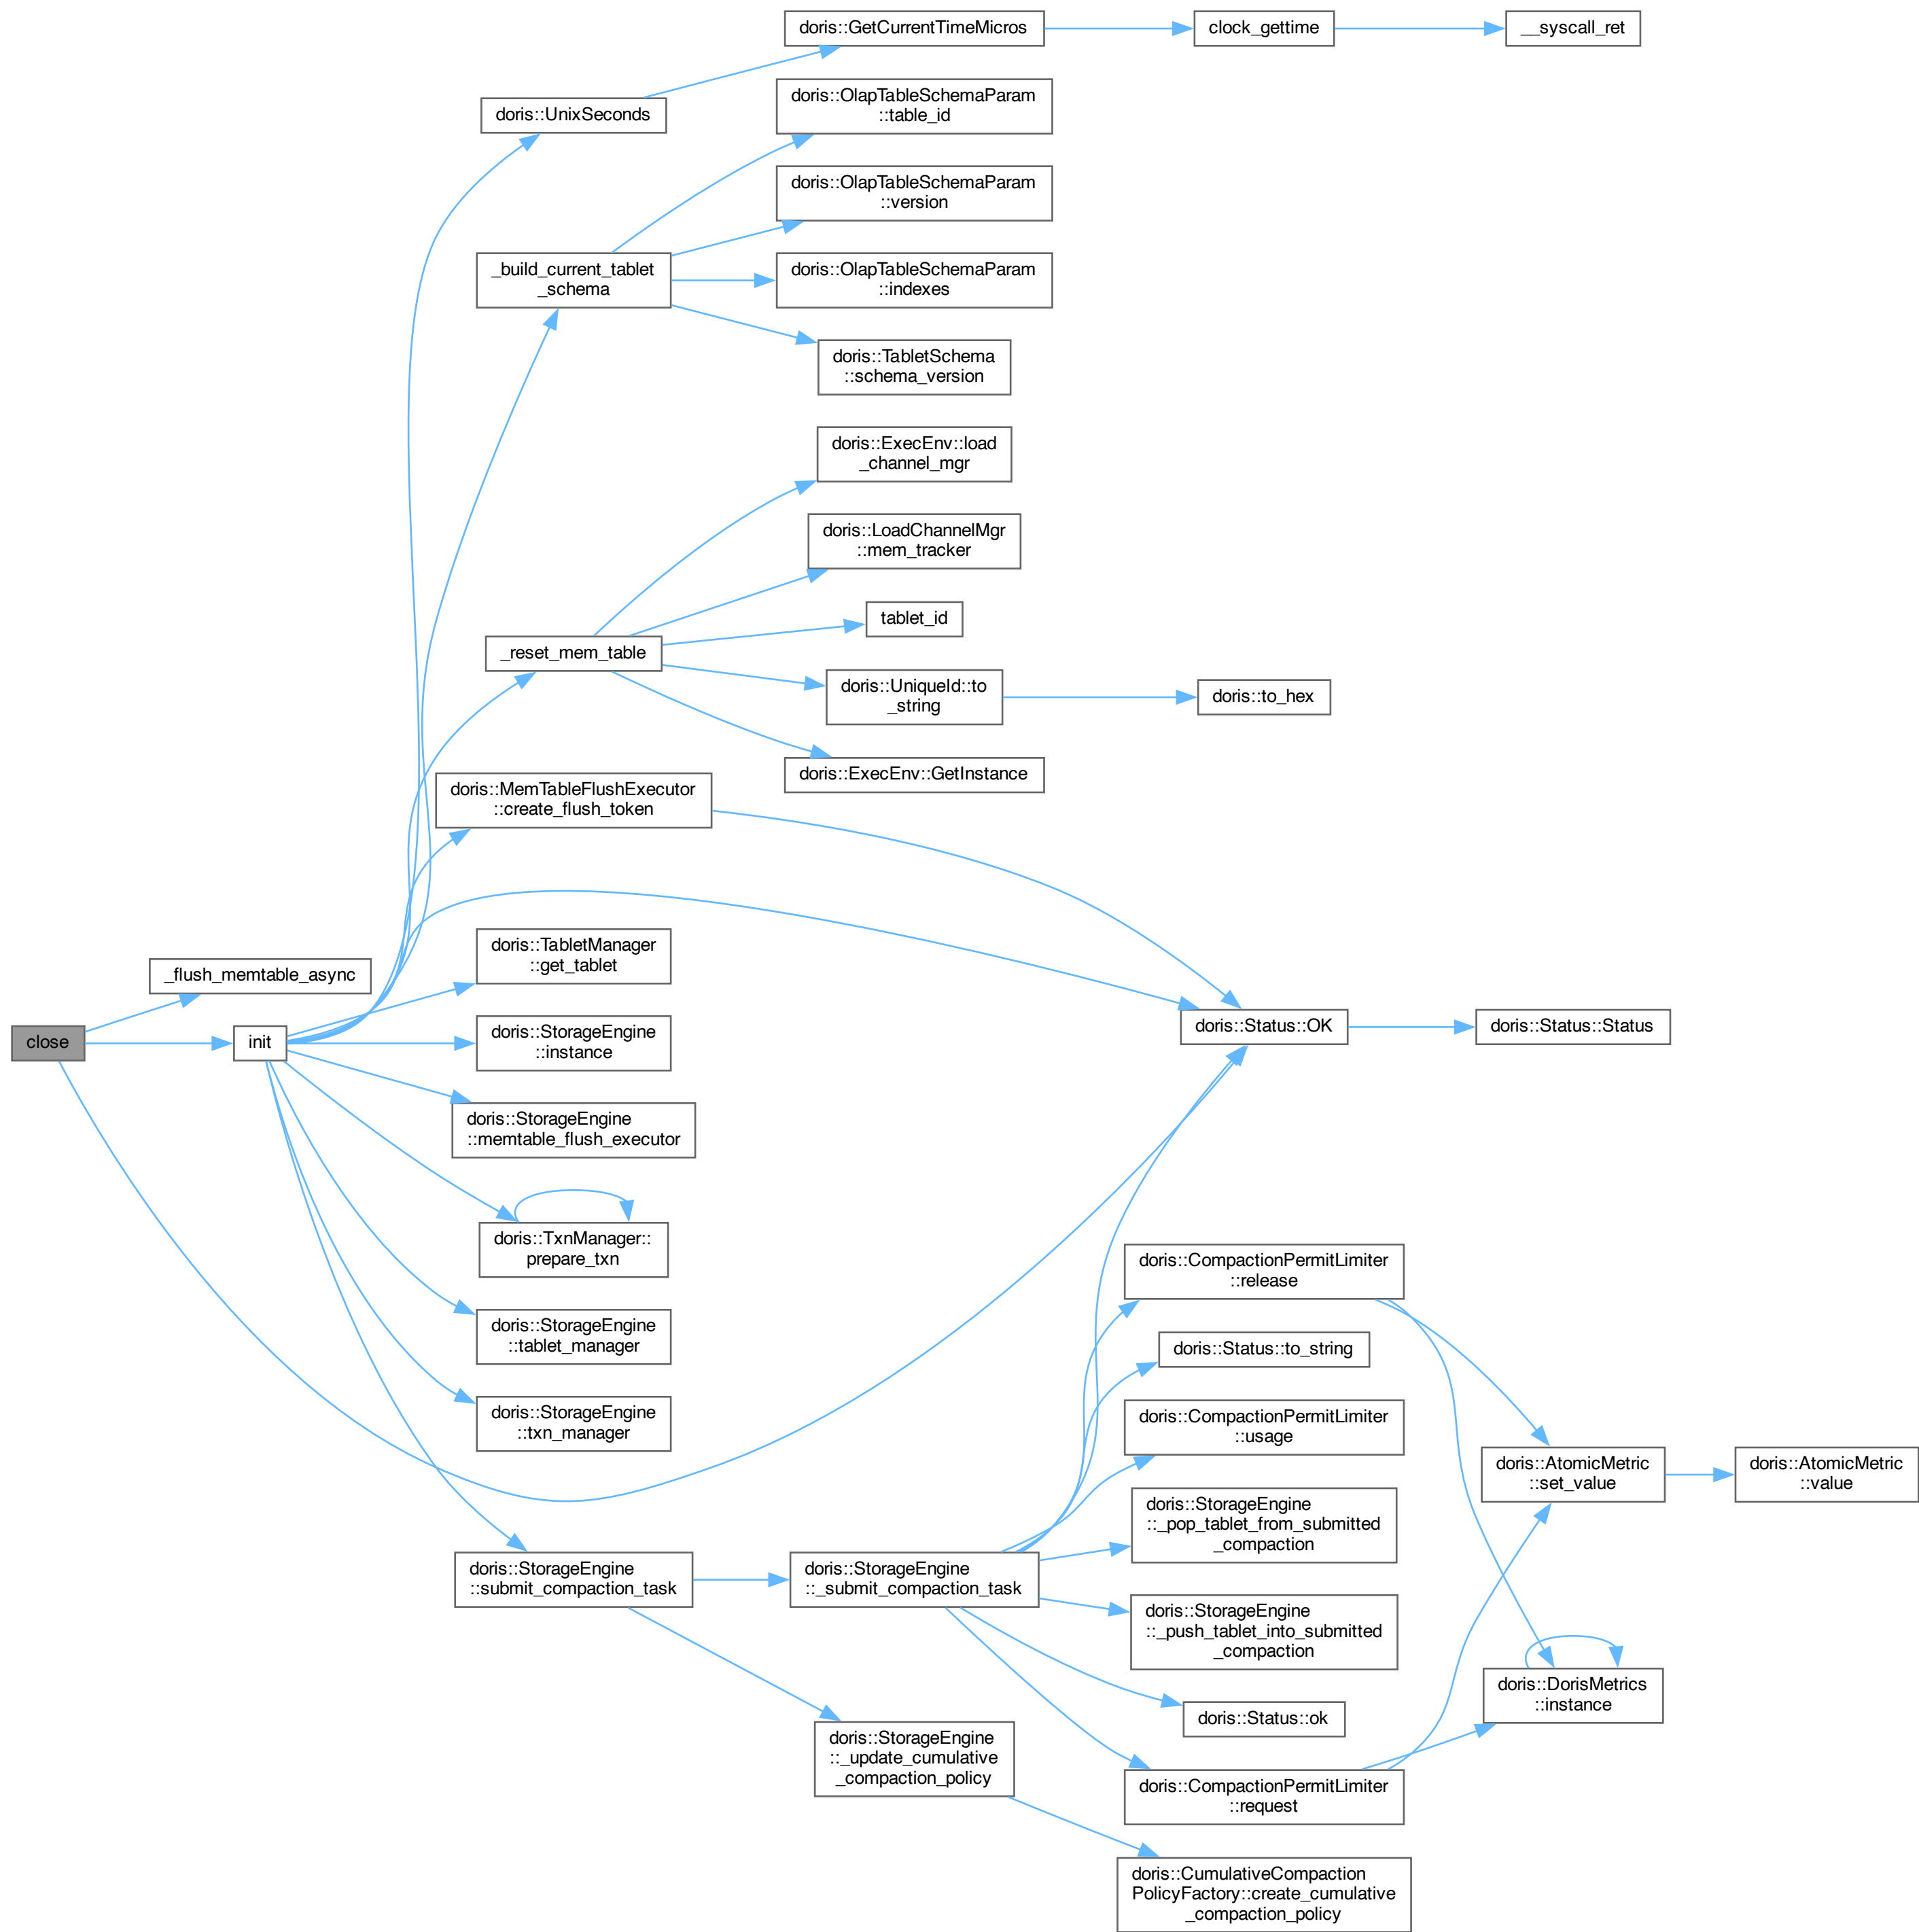 doris::GetCurrentTimeMicros
clock_gettime
__syscall_ret
doris::UnixSeconds
doris::OlapTableSchemaParam
::table_id
doris::OlapTableSchemaParam
::version
_build_current_tablet
_schema
doris::OlapTableSchemaParam
::indexes
doris::TabletSchema
::schema_version
doris::ExecEnv::load
_channel_mgr
doris::LoadChannelMgr
::mem_tracker
tablet_id
_reset_mem_table
doris::UniqueId::to
_string
doris::to_hex
doris::ExecEnv::GetInstance
doris::MemTableFlushExecutor
::create_flush_token
doris::TabletManager
::get_tablet
_flush_memtable_async
close
init
doris::StorageEngine
::instance
doris::Status::OK
doris::Status::Status
doris::StorageEngine
::memtable_flush_executor
doris::TxnManager::
prepare_txn
doris::CompactionPermitLimiter
::release
doris::StorageEngine
::tablet_manager
doris::Status::to_string
doris::StorageEngine
::txn_manager
doris::CompactionPermitLimiter
::usage
doris::AtomicMetric
::set_value
doris::AtomicMetric
::value
doris::StorageEngine
::_pop_tablet_from_submitted
_compaction
doris::StorageEngine
::submit_compaction_task
doris::StorageEngine
::_submit_compaction_task
doris::StorageEngine
::_push_tablet_into_submitted
_compaction
doris::DorisMetrics
::instance
doris::Status::ok
doris::StorageEngine
::_update_cumulative
_compaction_policy
doris::CompactionPermitLimiter
::request
doris::CumulativeCompaction
PolicyFactory::create_cumulative
_compaction_policy